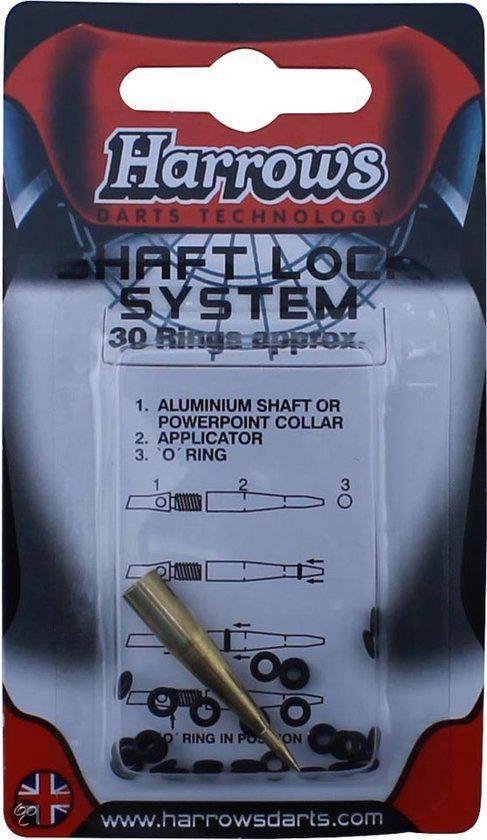 Harrows
DARTS TECHNOLOGY
SHAFT LOCK
SYSTEM
30 Rings approx.
1. ALUMINIUM SHAFT OR
POWERPOINT COLLAR
2. APPLICATOR
3. `O´ RING
1 2 3
`O´ RING IN POSITION
www.harrowsdarts.com